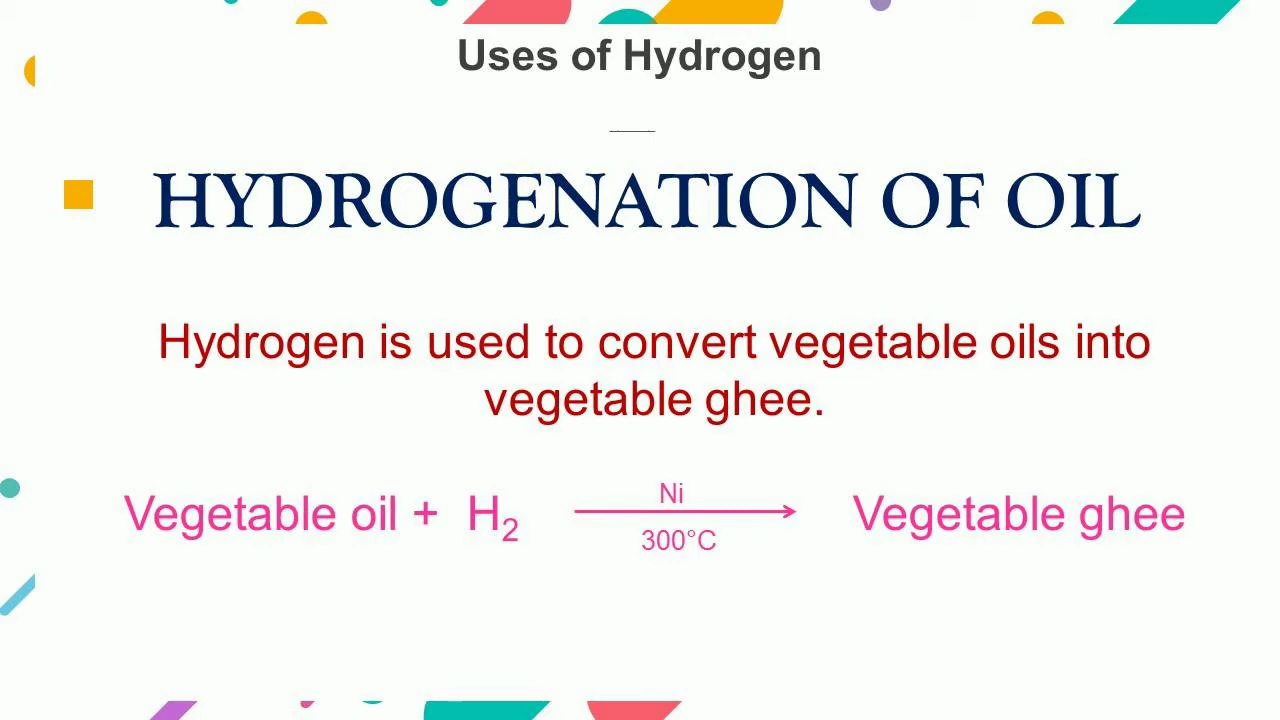 Uses of Hydrogen
HYDROGENATION OF OIL
Hydrogen is used to convert vegetable oils into
vegetable ghee.
Ni
Vegetable oil + H₂ → Vegetable ghee
300°C